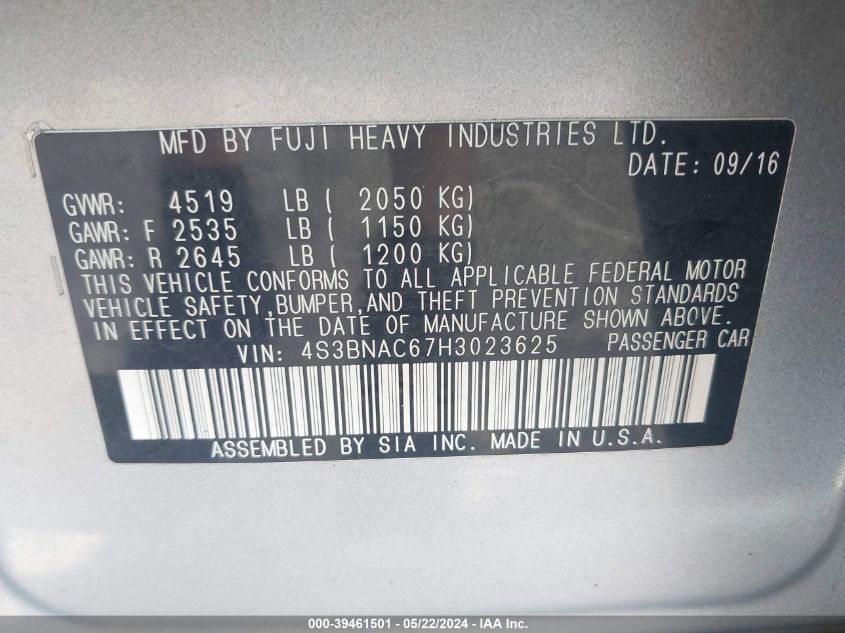 MFD BY FUJI HEAVY INDUSTRIES LTD.
DATE: 09/16
GVWR: 4519 LB ( 2050 KG)
GAWR: F 2535 LB ( 1150 KG)
GAWR: R 2645 LB ( 1200 KG)
THIS VEHICLE CONFORMS TO ALL APPLICABLE FEDERAL MOTOR
VEHICLE SAFETY,BUMPER,AND THEFT PREVENTION STANDARDS
IN EFFECT ON THE DATE OF MANUFACTURE SHOWN ABOVE.
VIN: 4S3BNAC67H3023625 PASSENGER CAR
ASSEMBLED BY SIA INC. MADE IN U.S.A.
000-39461501 - 05/22/2024 - IAA Inc.